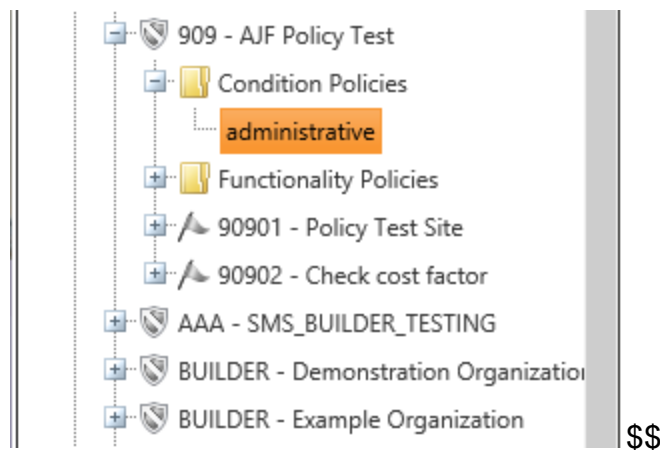 909 - AJF Policy Test
Condition Policies
administrative
Functionality Policies
90901 - Policy Test Site
90902 - Check cost factor
AAA - SMS_BUILDER_TESTING
BUILDER - Demonstration Organization
BUILDER - Example Organization
$$